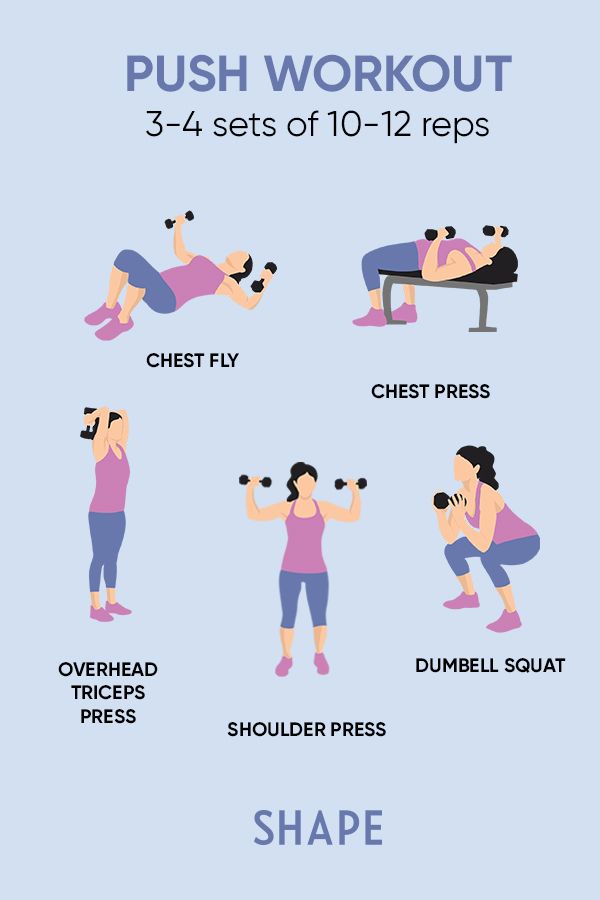 PUSH WORKOUT
3-4 sets of 10-12 reps
CHEST FLY
CHEST PRESS
OVERHEAD
TRICEPS
PRESS
SHOULDER PRESS
DUMBELL SQUAT
SHAPE